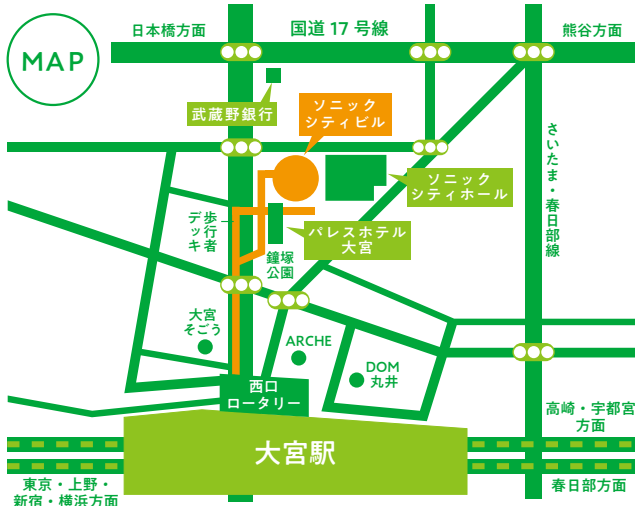 日本橋方面
国道 17 号線
熊谷方面
MAP
武蔵野銀行
ソニック
シティビル
さいたま・春日部線
ソニック
シティホール
歩行者
デッキ
パレスホテル
大宮
鐘塚
公園
大宮
そごう
ARCHE
DOM
丸井
西口
ロータリー
高崎・宇都宮
方面
大宮駅
東京・上野・
新宿・横浜方面
春日部方面